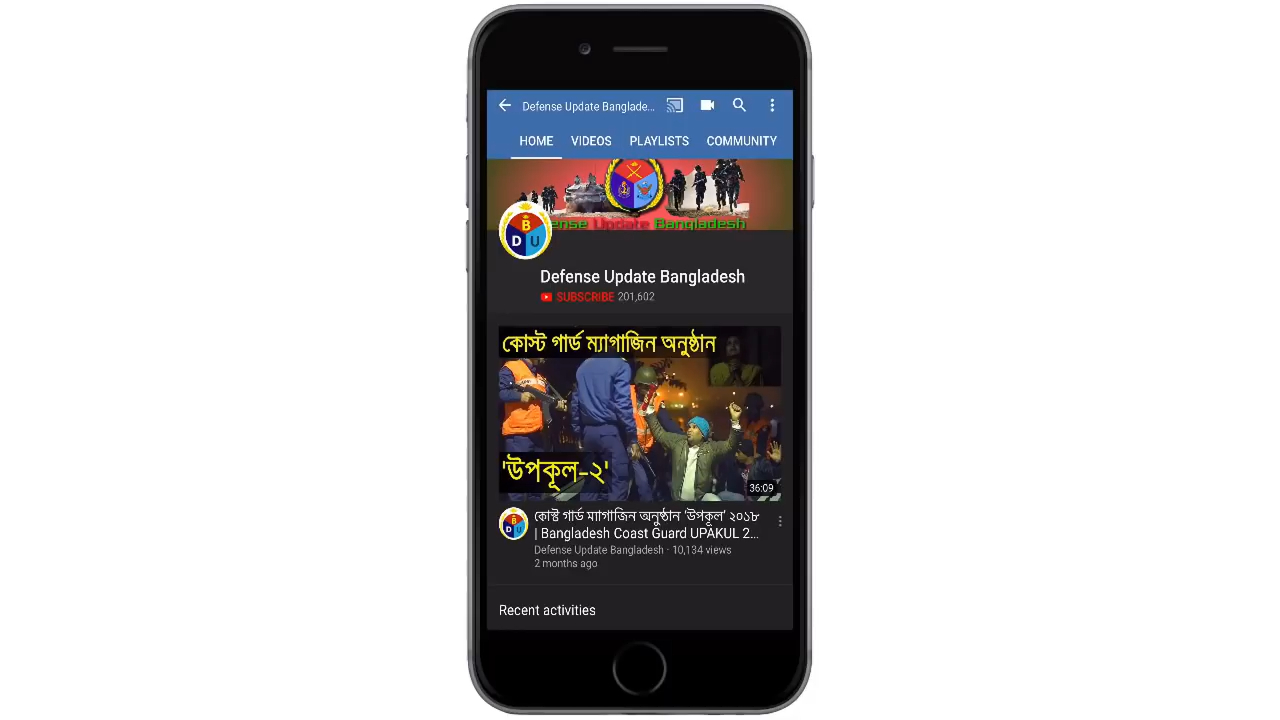 Defense Update Banglade...
HOME VIDEOS PLAYLISTS COMMUNITY
Update Bangladesh
B
D U
Defense Update Bangladesh
SUBSCRIBE 201,602
কোস্ট গার্ড ম্যাগাজিন অনুষ্ঠান
'উপকূল-২'
36:09
B
D U
কোস্ট গার্ড ম্যাগাজিন অনুষ্ঠান 'উপকূল' ২০১৮
| Bangladesh Coast Guard UPAKUL 2...
Defense Update Bangladesh · 10,134 views
2 months ago
Recent activities